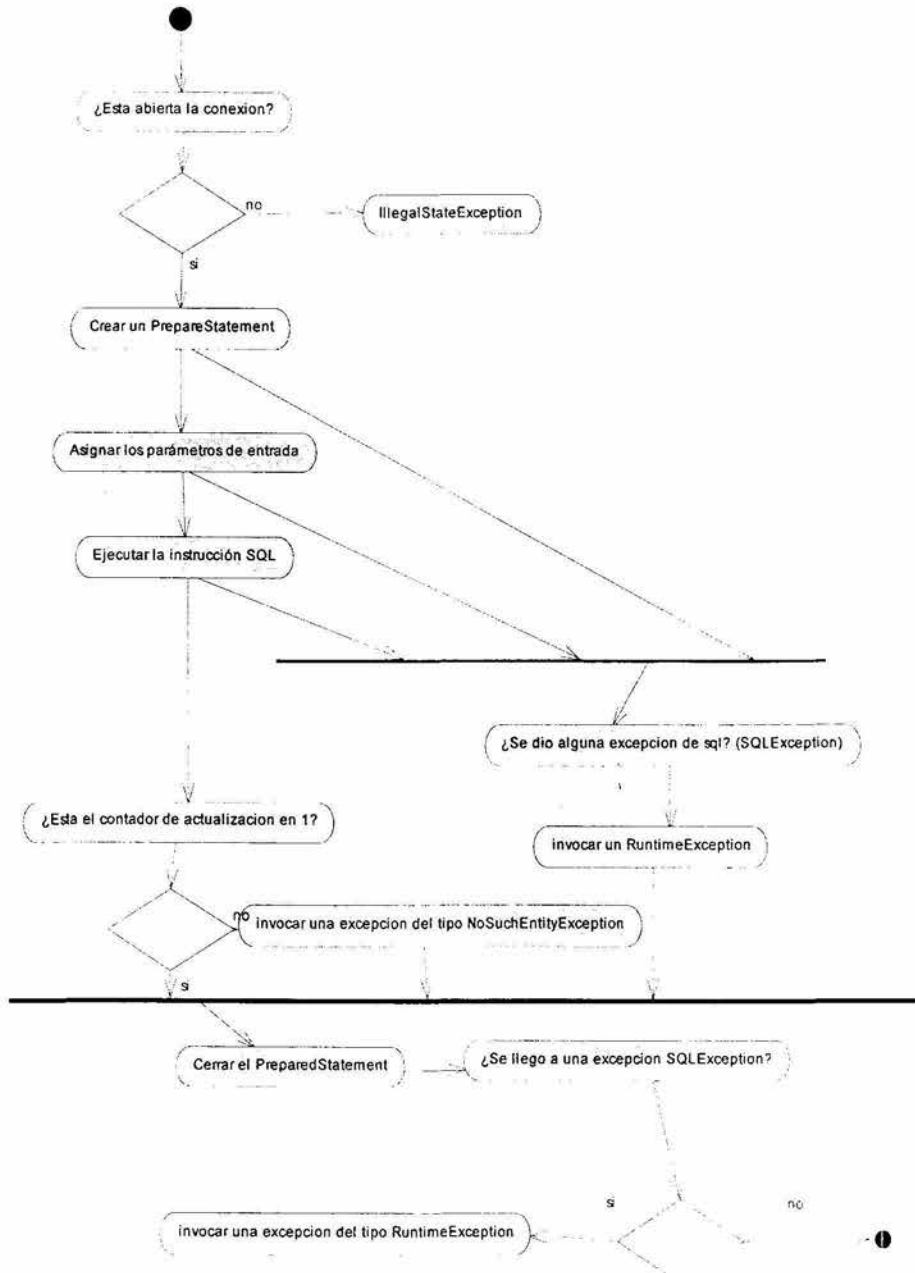 ¿Esta abierta la conexion?
no
IllegalStateException
si
Crear un PrepareStatement
Asignar los parámetros de entrada
Ejecutar la instrucción SQL
¿Se dio alguna excepcion de sql? (SQLException)
¿Esta el contador de actualizacion en 1?
invocar un RuntimeException
no
invocar una excepcion del tipo NoSuchEntityException
si
Cerrar el PreparedStatement
¿Se llego a una excepcion SQLException?
si
no
invocar una excepcion del tipo RuntimeException